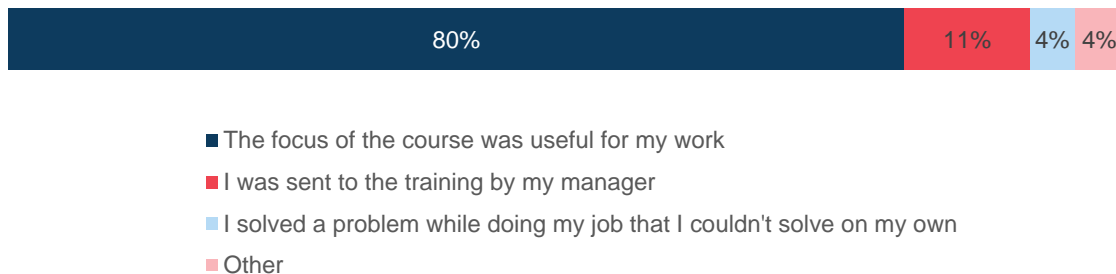 80% 11% 4% 4%
The focus of the course was useful for my work
I was sent to the training by my manager
I solved a problem while doing my job that I couldn't solve on my own
Other